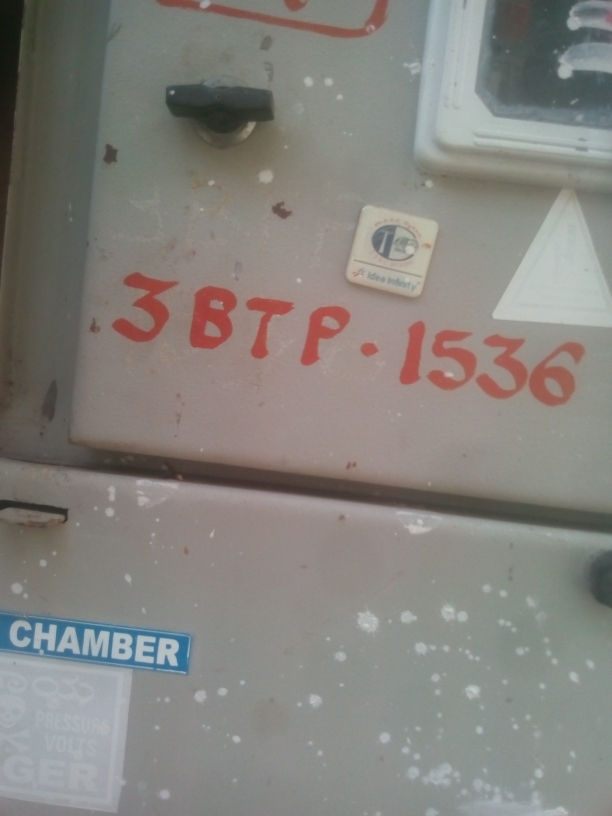 Idea Infinity
3BTP.1536
CHAMBER
PRESSURE
VOLTS
GER